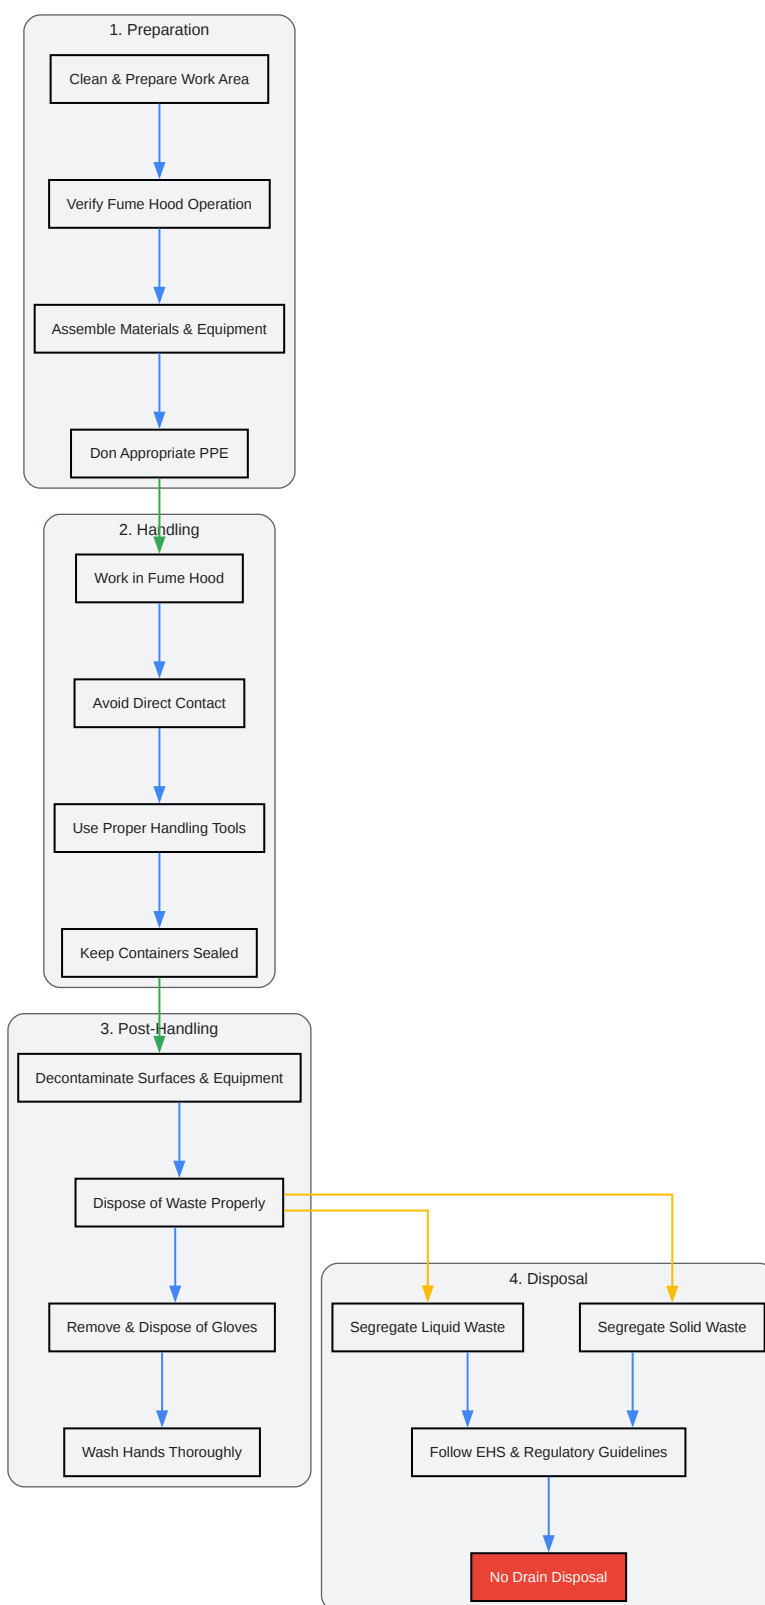 1. Preparation
Clean & Prepare Work Area
Verify Fume Hood Operation
Assemble Materials & Equipment
Don Appropriate PPE
2. Handling
Work in Fume Hood
Avoid Direct Contact
Use Proper Handling Tools
Keep Containers Sealed
3. Post-Handling
Decontaminate Surfaces & Equipment
Dispose of Waste Properly
Remove & Dispose of Gloves
Wash Hands Thoroughly
4. Disposal
Segregate Liquid Waste
Segregate Solid Waste
Follow EHS & Regulatory Guidelines
No Drain Disposal